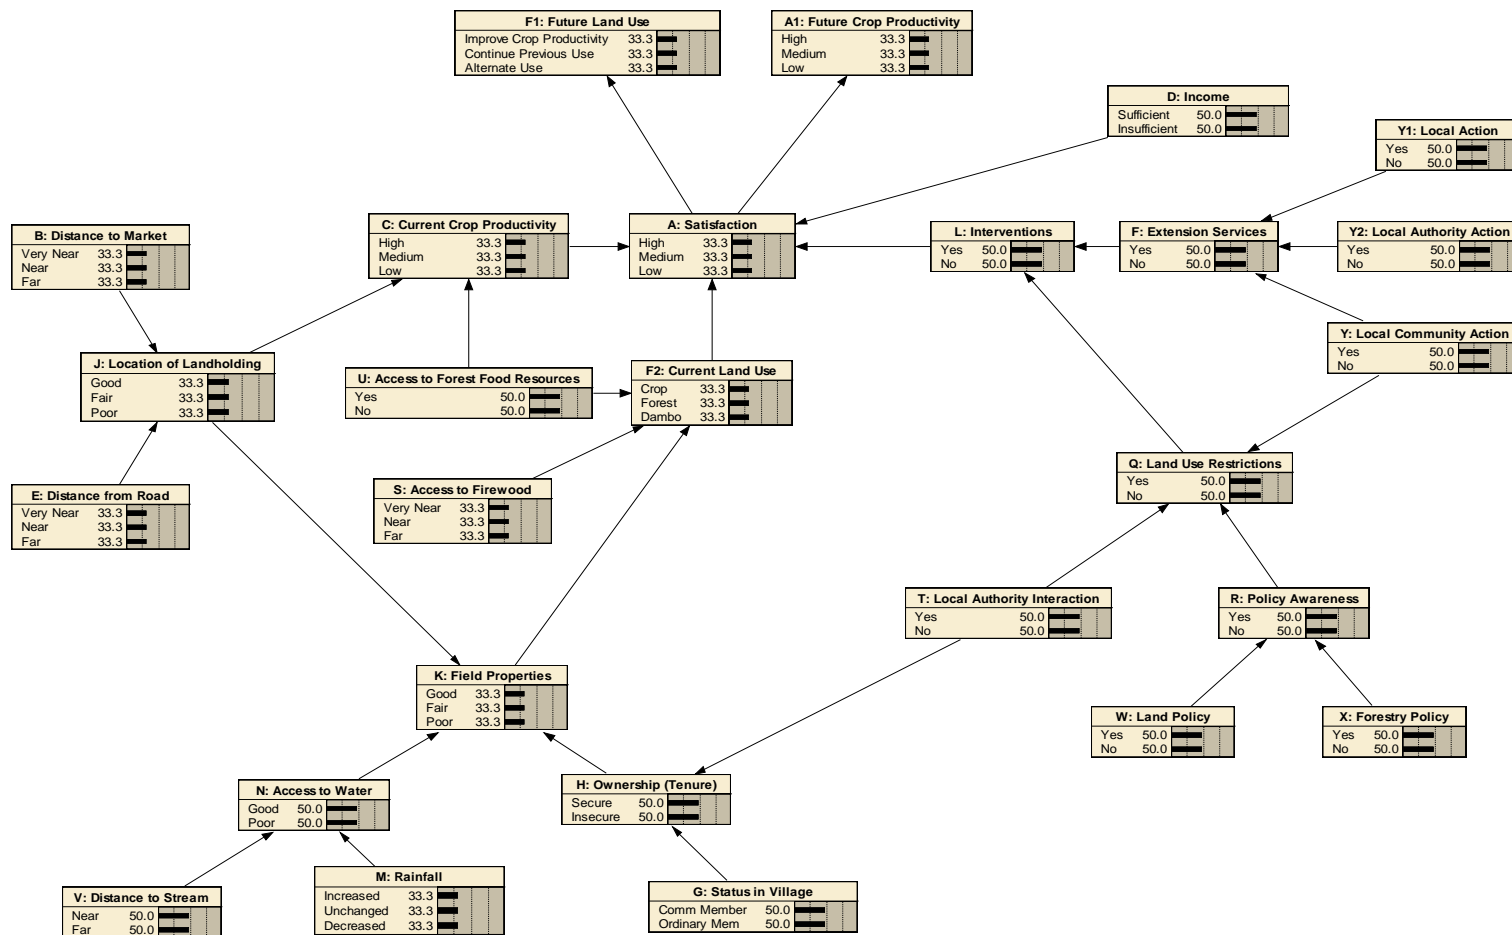 F1: Future Land Use
Improve Crop Productivity 33.3
Continue Previous Use 33.3
Alternate Use 33.3
A1: Future Crop Productivity
High 33.3
Medium 33.3
Low 33.3
D: Income
Sufficient 50.0
Insufficient 50.0
Y1: Local Action
Yes 50.0
No 50.0
B: Distance to Market
Very Near 33.3
Near 33.3
Far 33.3
C: Current Crop Productivity
High 33.3
Medium 33.3
Low 33.3
A: Satisfaction
High 33.3
Medium 33.3
Low 33.3
L: Interventions
Yes 50.0
No 50.0
F: Extension Services
Yes 50.0
No 50.0
Y2: Local Authority Action
Yes 50.0
No 50.0
Y: Local Community Action
Yes 50.0
No 50.0
J: Location of Landholding
Good 33.3
Fair 33.3
Poor 33.3
U: Access to Forest Food Resources
Yes 50.0
No 50.0
F2: Current Land Use
Crop 33.3
Forest 33.3
Dambo 33.3
E: Distance from Road
Very Near 33.3
Near 33.3
Far 33.3
S: Access to Firewood
Very Near 33.3
Near 33.3
Far 33.3
Q: Land Use Restrictions
Yes 50.0
No 50.0
T: Local Authority Interaction
Yes 50.0
No 50.0
R: Policy Awareness
Yes 50.0
No 50.0
K: Field Properties
Good 33.3
Fair 33.3
Poor 33.3
W: Land Policy
Yes 50.0
No 50.0
X: Forestry Policy
Yes 50.0
No 50.0
N: Access to Water
Good 50.0
Poor 50.0
H: Ownership (Tenure)
Secure 50.0
Insecure 50.0
V: Distance to Stream
Near 50.0
Far 50.0
M: Rainfall
Increased 33.3
Unchanged 33.3
Decreased 33.3
G: Status in Village
Comm Member 50.0
Ordinary Mem 50.0